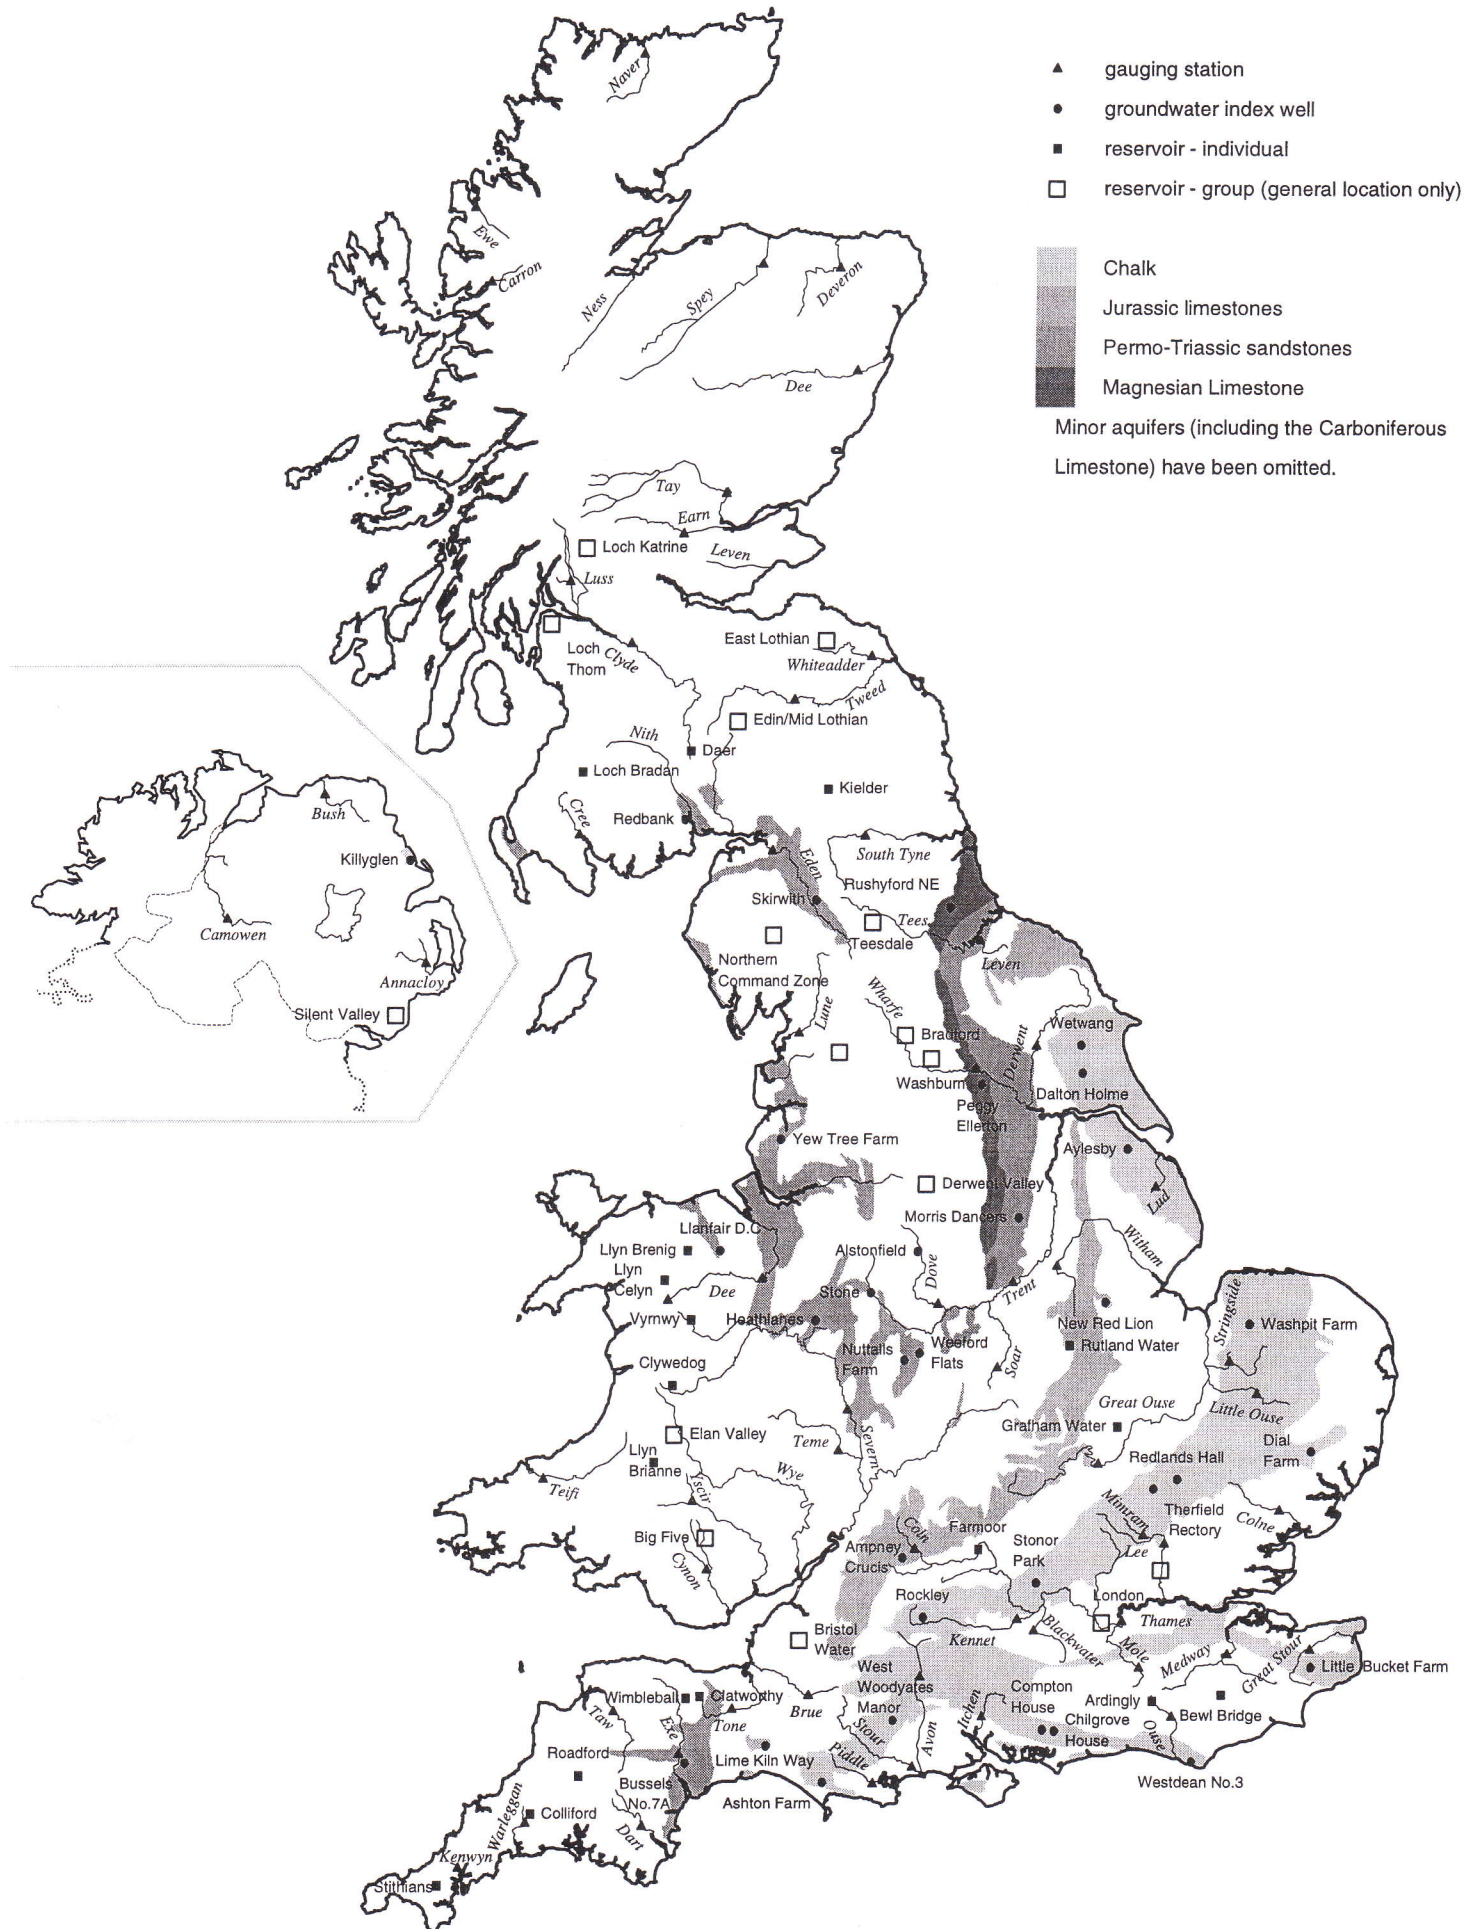 gauging station
groundwater index well
reservoir - individual
reservoir - group (general location only)
Chalk
Jurassic limestones
Permo-Triassic sandstones
Magnesian Limestone
Minor aquifers (including the Carboniferous
Limestone) have been omitted.
Naver
Ewe
Carron
Ness
Spey
Deveron
Dee
Tay
Earn
Loch Katrine
Leven
Luss
East Lothian
Loch
Thom
Clyde
Whiteadder
Tweed
Edin/Mid Lothian
Nith
Daer
Loch Bradan
Kielder
Bush
Redbank
Cree
Killyglen
Eden
South Tyne
Rushyford NE
Skirwith
Tees
Camowen
Teesdale
Northern
Command Zone
Leven
Annacloy
Silent Valley
Lune
Wharfe
Bradford
Derwent
Wetwang
Washburn
Dalton Holme
Peggy
Ellerton
Yew Tree Farm
Aylesby
Derwent Valley
Lud
Morris Dancers
Llanfair D.C
Llyn Brenig
Alstonfield
Witham
Llyn
Celyn
Dee
Dove
Stone
Trent
Stringside
Vyrnwy
Heathlanes
New Red Lion
Washpit Farm
Nuttalls
Farm
Weeford
Flats
Soar
Rutland Water
Clywedog
Great Ouse
Little Ouse
Grafham Water
Elan Valley
Teme
Severn
Dial
Farm
Llyn
Brianne
Wye
Redlands Hall
Teifi
Yscir
Mimram
Therfield
Rectory
Colne
Big Five
Coln
Farmoor
Stonor
Park
Ampney
Crucis
Lee
Cynon
Rockley
London
Thames
Bristol
Water
Kennet
Blackwater
Mole
Medway
Great Stour
West
Woodyates
Manor
Little Bucket Farm
Compton
House
Ardingly
Wimbleball
Clatworthy
Brue
Itchen
Chilgrove
House
Bewl Bridge
Taw
Exe
Tone
Stour
Avon
Ouse
Roadford
Lime Kiln Way
Piddle
Westdean No.3
Bussels
No.7A
Ashton Farm
Warleggan
Colliford
Dart
Kenwyn
Stithians